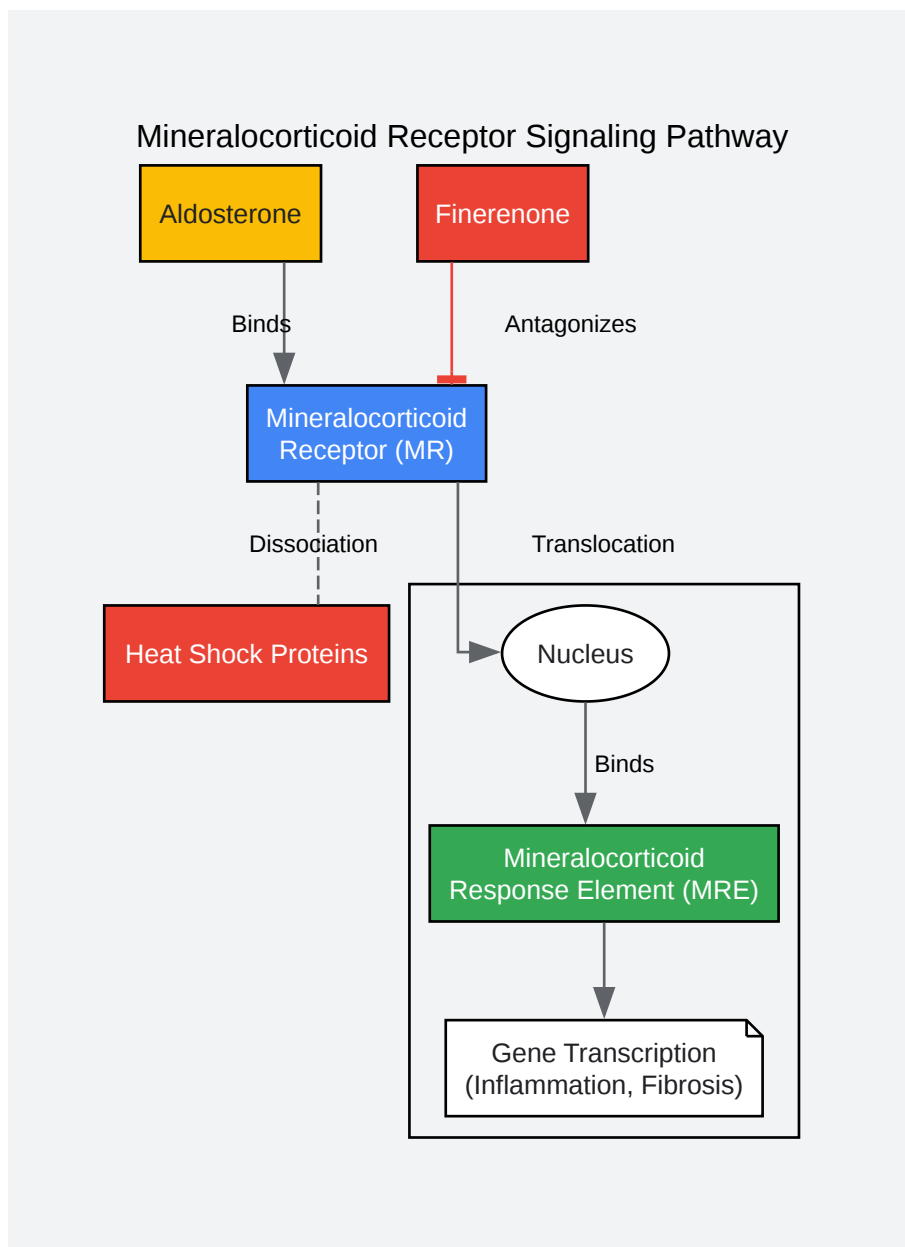 Mineralocorticoid Receptor Signaling Pathway
Aldosterone
Finerenone
Binds
Antagonizes
Mineralocorticoid
Receptor (MR)
Dissociation
Translocation
Heat Shock Proteins
Nucleus
Binds
Mineralocorticoid
Response Element (MRE)
Gene Transcription
(Inflammation, Fibrosis)